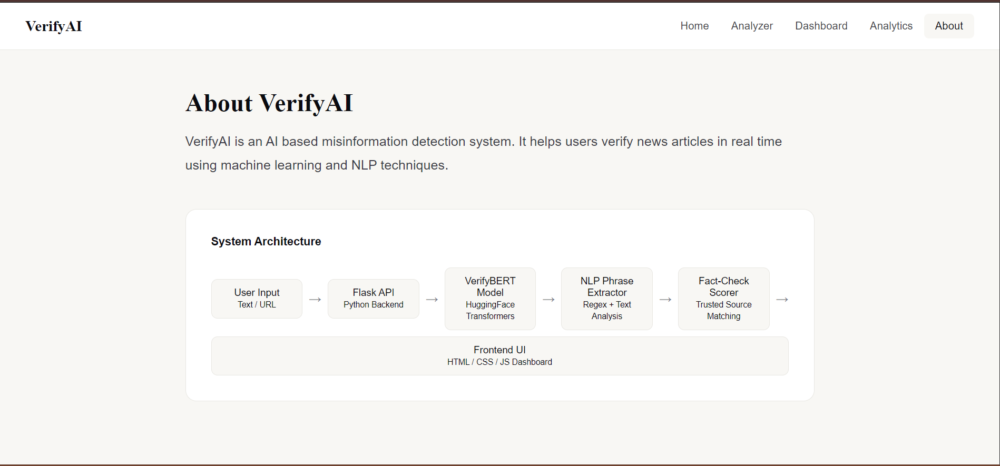 VerifyAI
Home
Analyzer
Dashboard
Analytics
About
About VerifyAI
VerifyAI is an AI based misinformation detection system. It helps users verify news articles in real time
using machine learning and NLP techniques.
System Architecture
User Input
Text / URL
→
Flask API
Python Backend
→
VerifyBERT
Model
HuggingFace
Transformers
→
NLP Phrase
Extractor
Regex + Text
Analysis
→
Fact-Check
Scorer
Trusted Source
Matching
→
Frontend UI
HTML / CSS / JS Dashboard